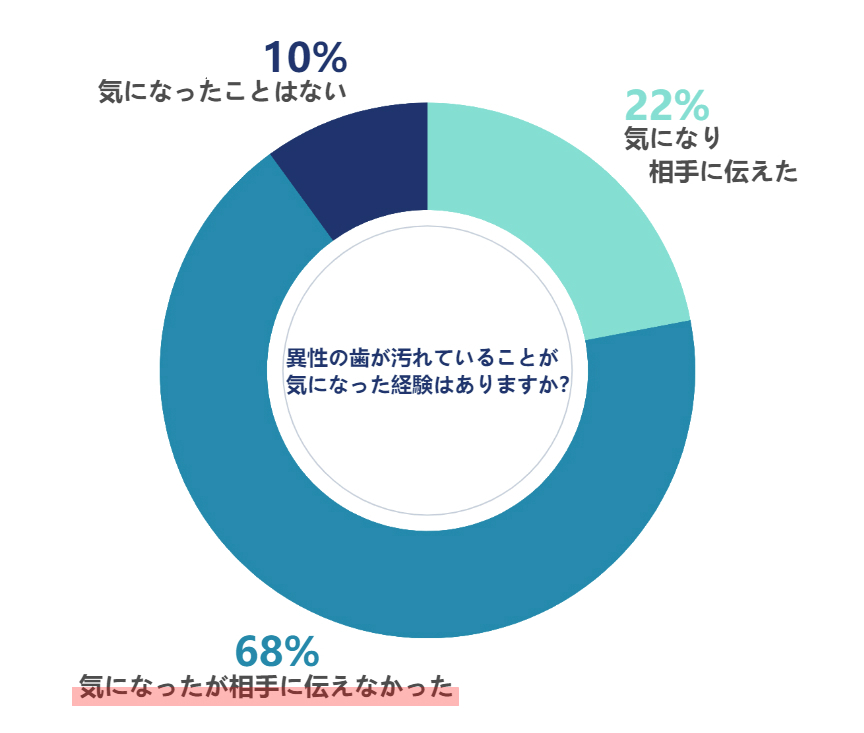 10%
気になったことはない
22%
気になり
相手に伝えた
異性の歯が汚れていることが
気になった経験はありますか?
68%
気になったが相手に伝えなかった